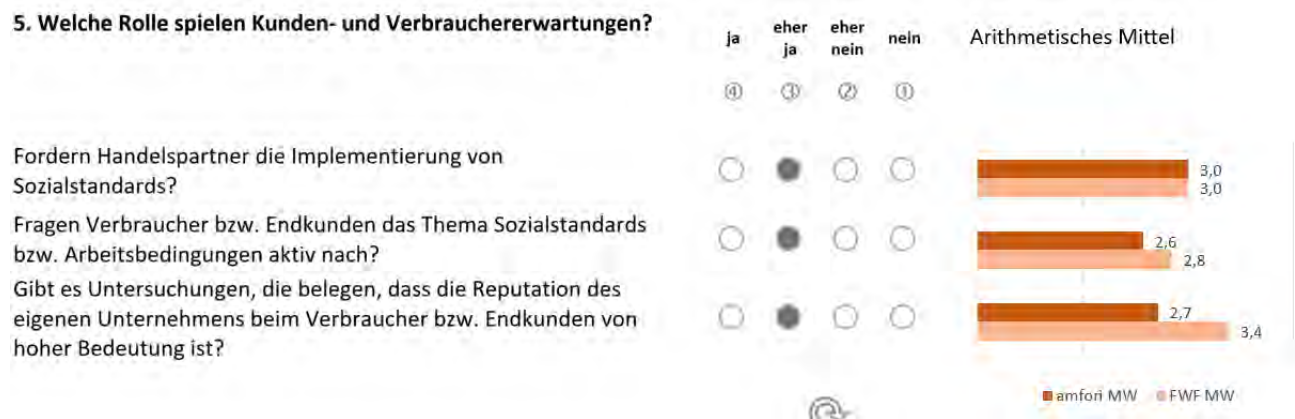 5. Welche Rolle spielen Kunden- und Verbrauchererwartungen?
ja
eher ja
eher nein
nein
Arithmetisches Mittel
④ ③ ② ①
Fordern Handelspartner die Implementierung von
Sozialstandards?
3,0
3,0
Fragen Verbraucher bzw. Endkunden das Thema Sozialstandards
bzw. Arbeitsbedingungen aktiv nach?
2,6
2,8
Gibt es Untersuchungen, die belegen, dass die Reputation des
eigenen Unternehmens beim Verbraucher bzw. Endkunden von
hoher Bedeutung ist?
2,7
3,4
amfori MW FWF MW